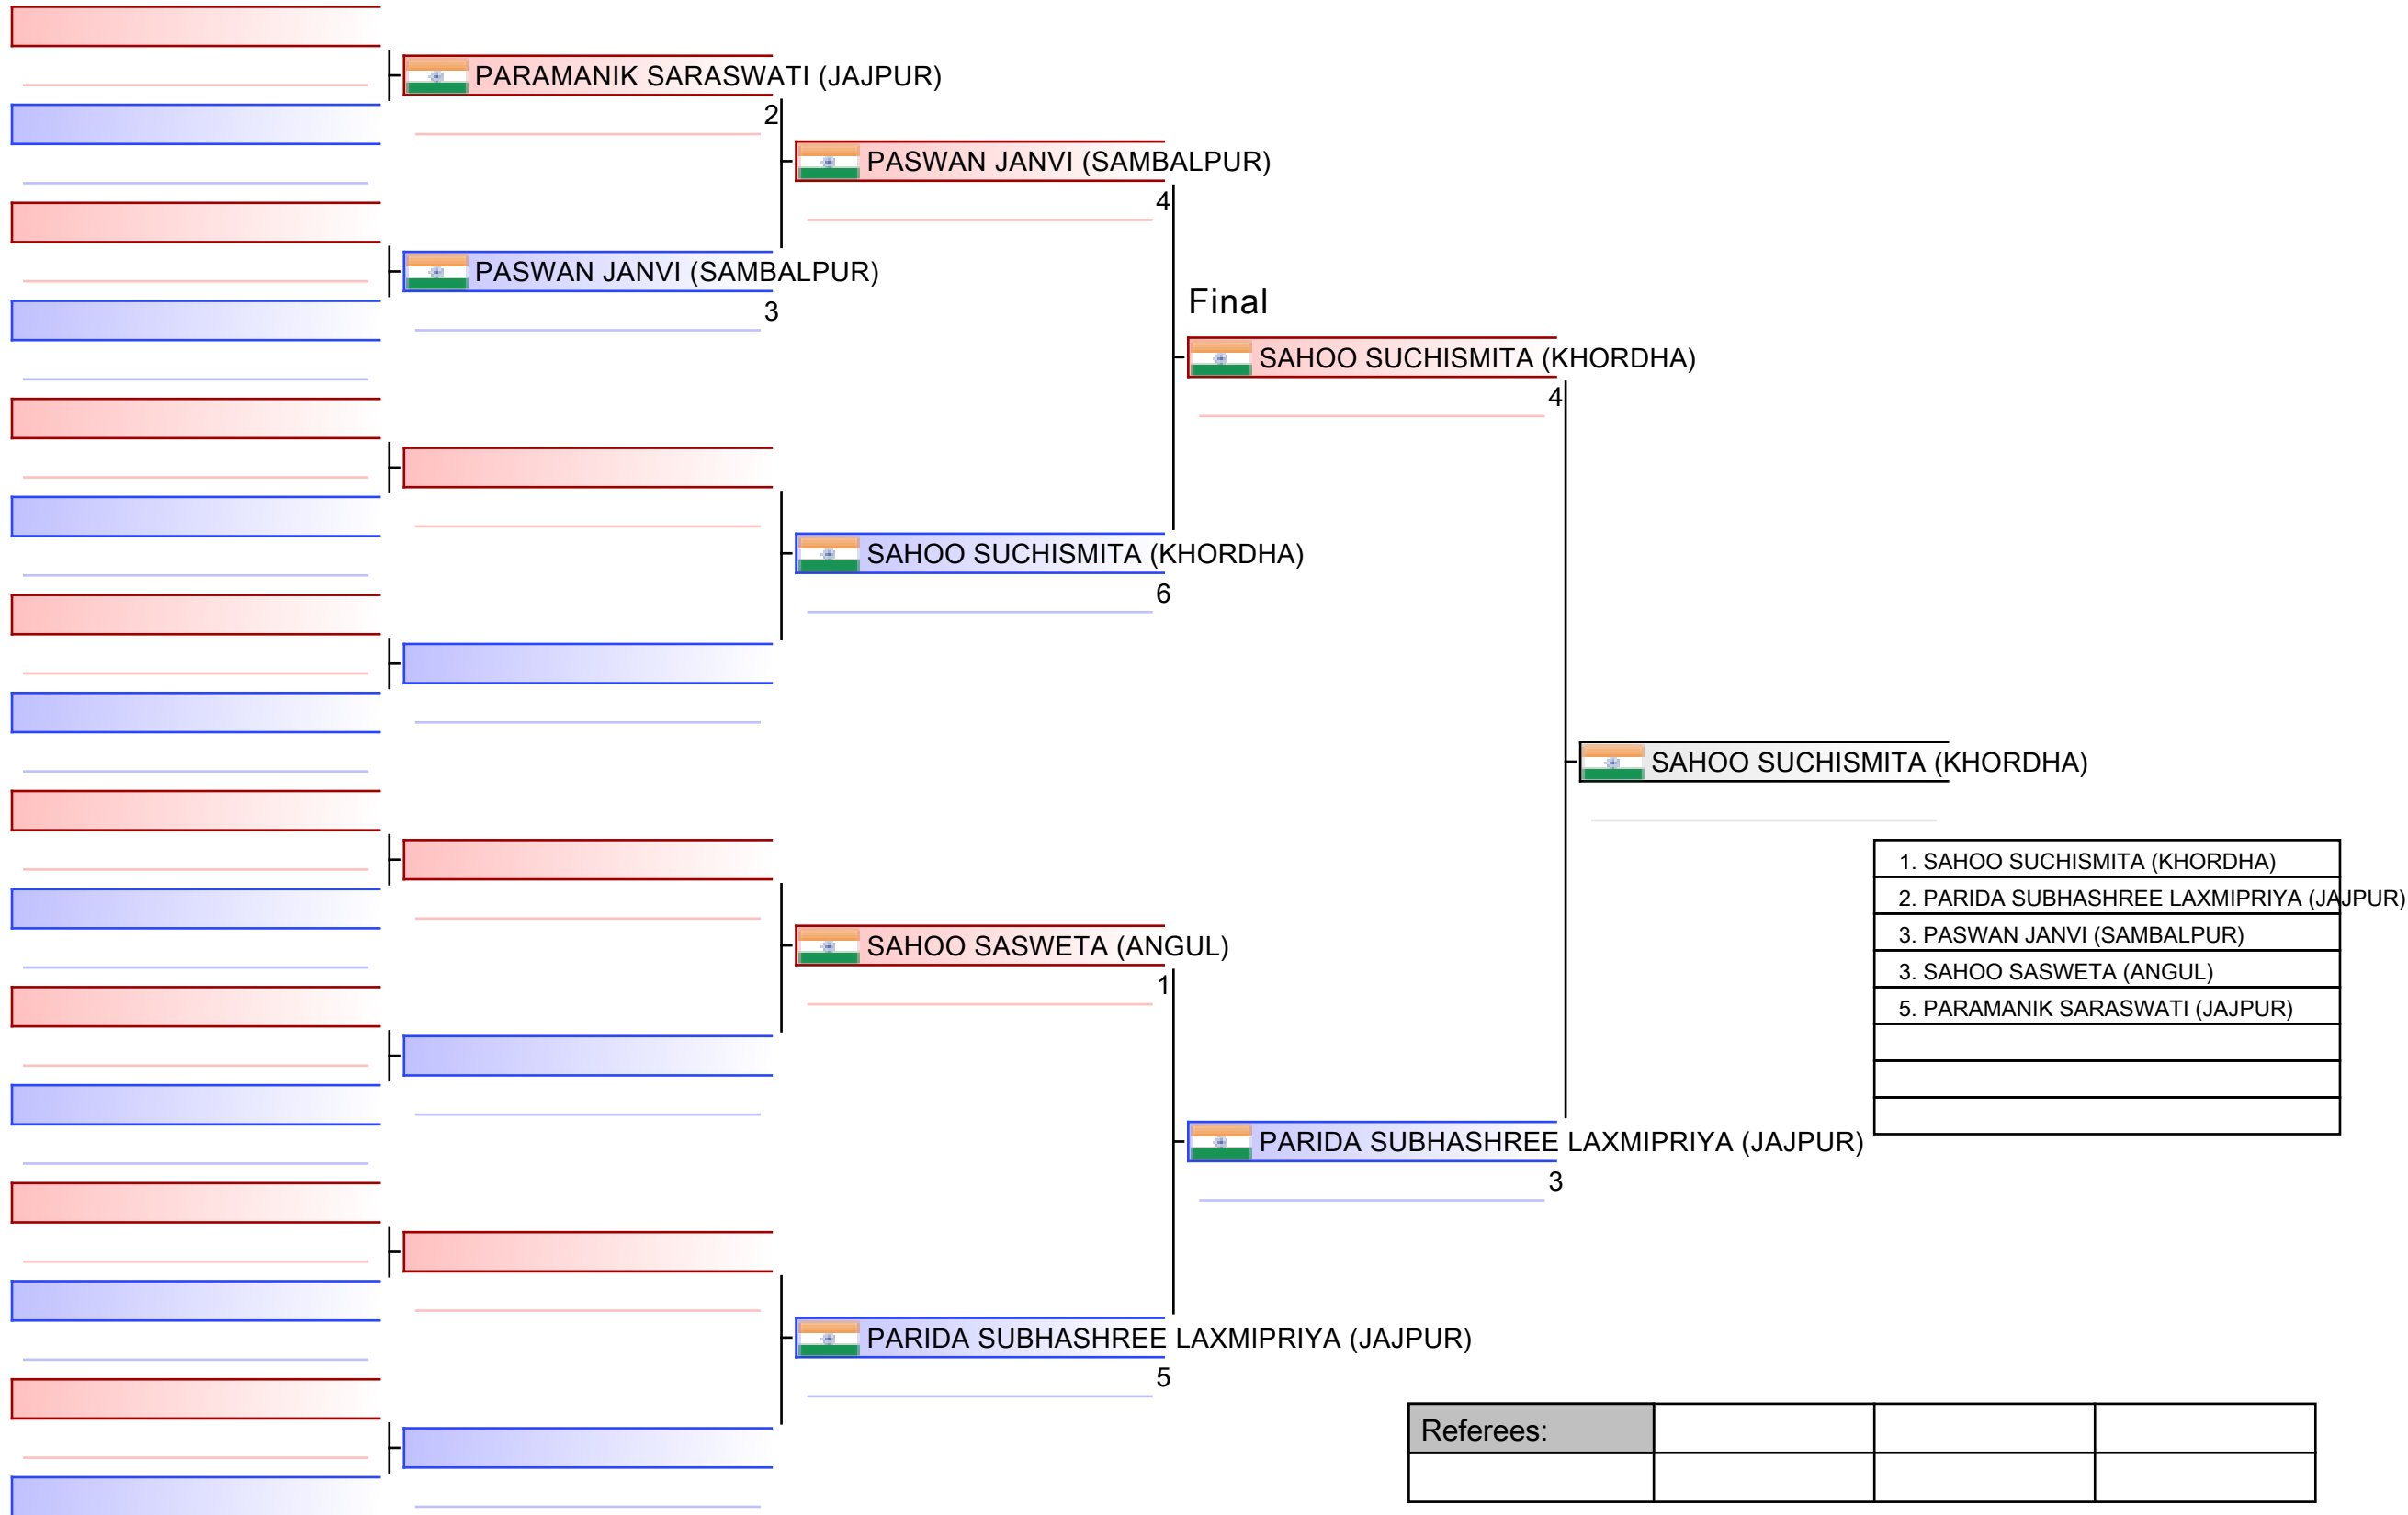 PARAMANIK SARASWATI (JAJPUR)
2
PASWAN JANVI (SAMBALPUR)
4
PASWAN JANVI (SAMBALPUR)
3
Final
SAHOO SUCHISMITA (KHORDHA)
4
SAHOO SUCHISMITA (KHORDHA)
6
SAHOO SUCHISMITA (KHORDHA)
1. SAHOO SUCHISMITA (KHORDHA)
2. PARIDA SUBHASHREE LAXMIPRIYA (JAJPUR)
3. PASWAN JANVI (SAMBALPUR)
3. SAHOO SASWETA (ANGUL)
5. PARAMANIK SARASWATI (JAJPUR)
SAHOO SASWETA (ANGUL)
1
PARIDA SUBHASHREE LAXMIPRIYA (JAJPUR)
3
PARIDA SUBHASHREE LAXMIPRIYA (JAJPUR)
5
Referees: